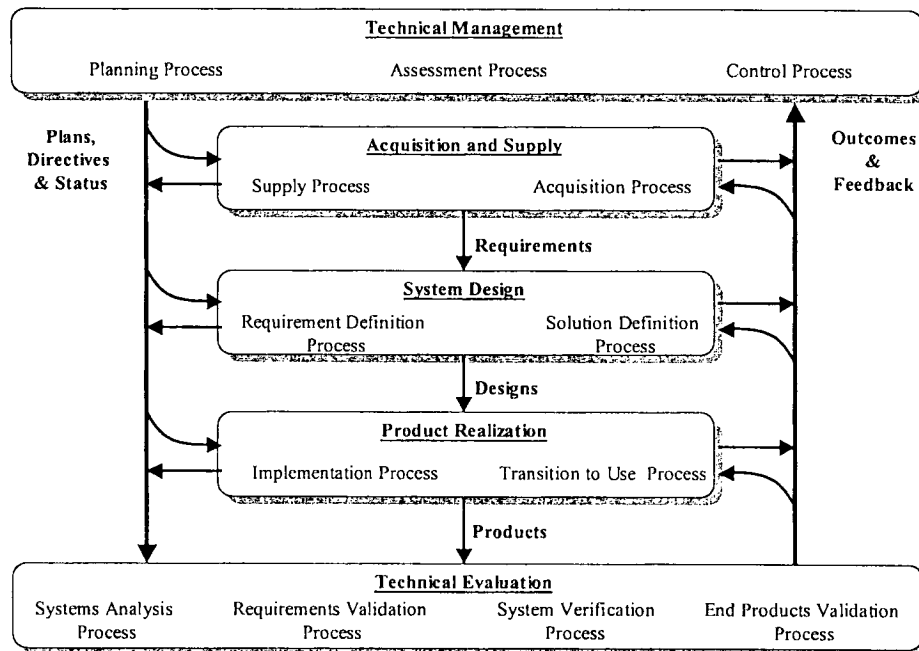 Technical Management
Planning Process Assessment Process Control Process
Plans,
Directives
& Status
Outcomes
&
Feedback
Acquisition and Supply
Supply Process Acquisition Process
Requirements
System Design
Requirement Definition
Process
Solution Definition
Process
Designs
Product Realization
Implementation Process Transition to Use Process
Products
Technical Evaluation
Systems Analysis
Process
Requirements Validation
Process
System Verification
Process
End Products Validation
Process